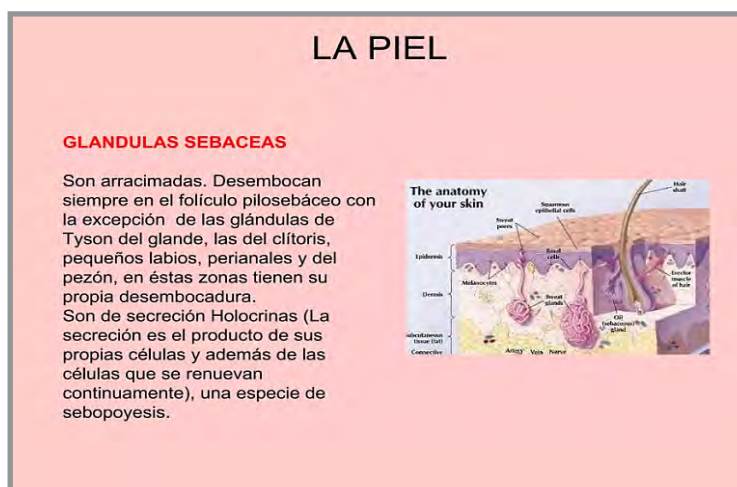 LA PIEL
GLANDULAS SEBACEAS
Son arracimadas. Desembocan
siempre en el folículo pilosebáceo con
la excepción de las glándulas de
Tyson del glande, las del clítoris,
pequeños labios, perianales y del
pezón, en éstas zonas tienen su
propia desembocadura.
Son de secreción Holocrinas (La
secreción es el producto de sus
propias células y además de las
células que se renuevan
continuamente), una especie de
sebopoyesis.
The anatomy
of your skin
Hair
shaft
Squamous
epithelial cells
Sweat
pores
Epidermis
Basal
cells
Melanocytes
Erector
muscle
of hair
Dermis
Sweat
glands
Oil
(sebaceous)
gland
Subcutaneous
tissue (fat)
Connective
Artery Vein Nerve